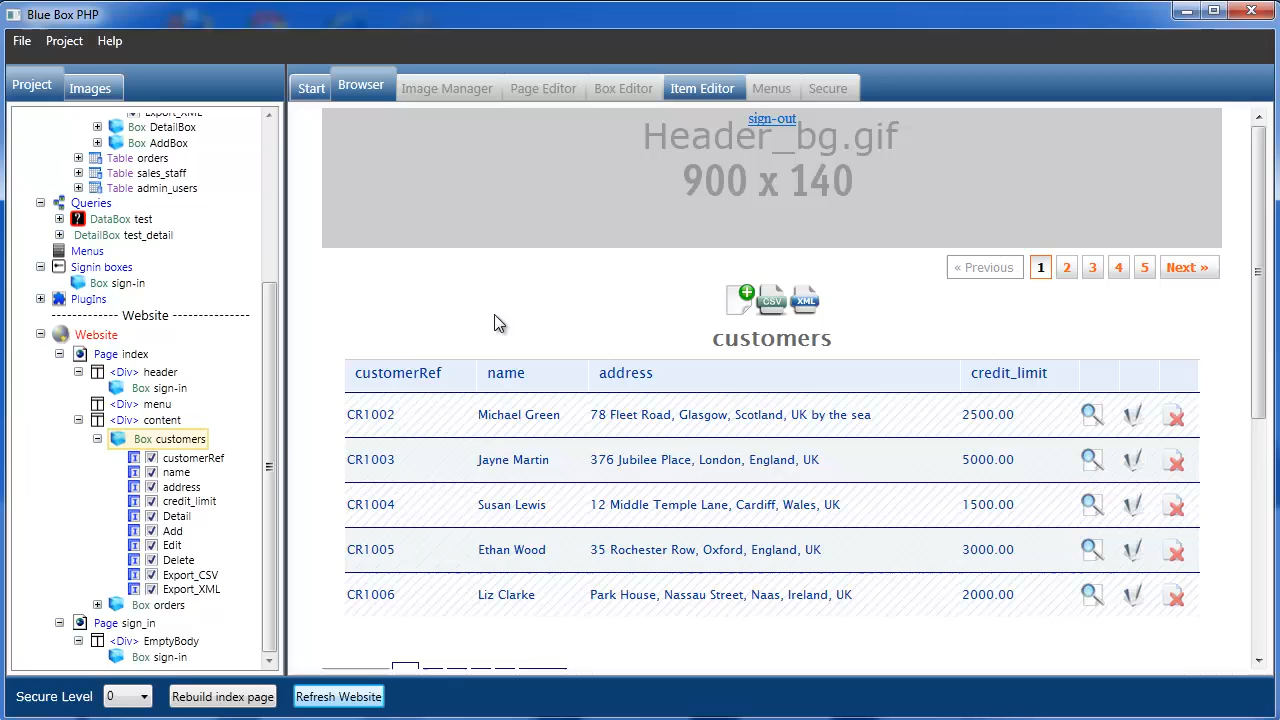 Blue Box PHP
File Project Help
Project Images
Start Browser Image Manager Page Editor Box Editor Item Editor Menus Secure
Export_XML
Box DetailBox
Box AddBox
Table orders
Table sales_staff
Table admin_users
Queries
DataBox test
DetailBox test_detail
Menus
Signin boxes
Box sign-in
PlugIns
------------ Website ---------------
Website
Page index
<Div> header
Box sign-in
<Div> menu
<Div> content
Box customers
customerRef
name
address
credit_limit
Detail
Add
Edit
Delete
Export_CSV
Export_XML
Box orders
Page sign_in
<Div> EmptyBody
Box sign-in
sign-out
Header_bg.gif
900 x 140
« Previous 1 2 3 4 5 Next »
CSV XML
customers
customerRef name address credit_limit
CR1002 Michael Green 78 Fleet Road, Glasgow, Scotland, UK by the sea 2500.00
CR1003 Jayne Martin 376 Jubilee Place, London, England, UK 5000.00
CR1004 Susan Lewis 12 Middle Temple Lane, Cardiff, Wales, UK 1500.00
CR1005 Ethan Wood 35 Rochester Row, Oxford, England, UK 3000.00
CR1006 Liz Clarke Park House, Nassau Street, Naas, Ireland, UK 2000.00
Secure Level 0 Rebuild index page Refresh Website